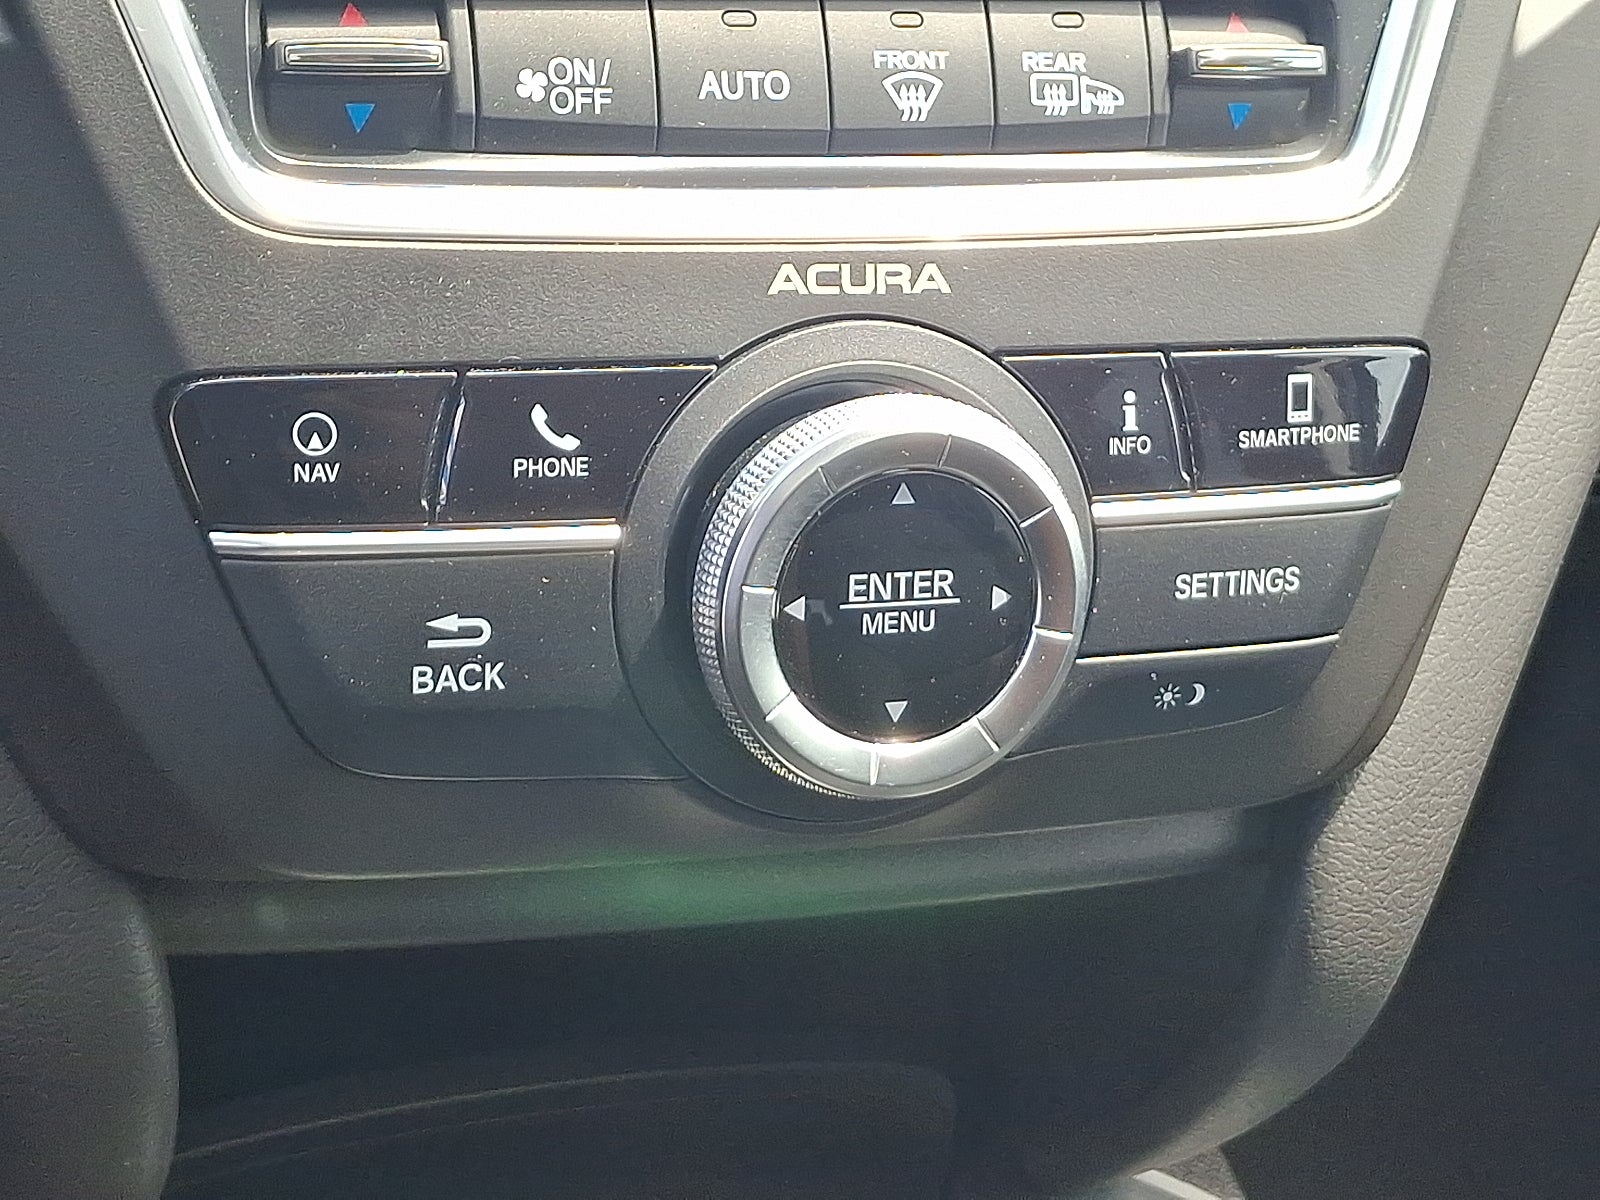 ON/
OFF
AUTO
FRONT
REAR
ACURA
NAV
PHONE
INFO
SMARTPHONE
ENTER
MENU
SETTINGS
BACK